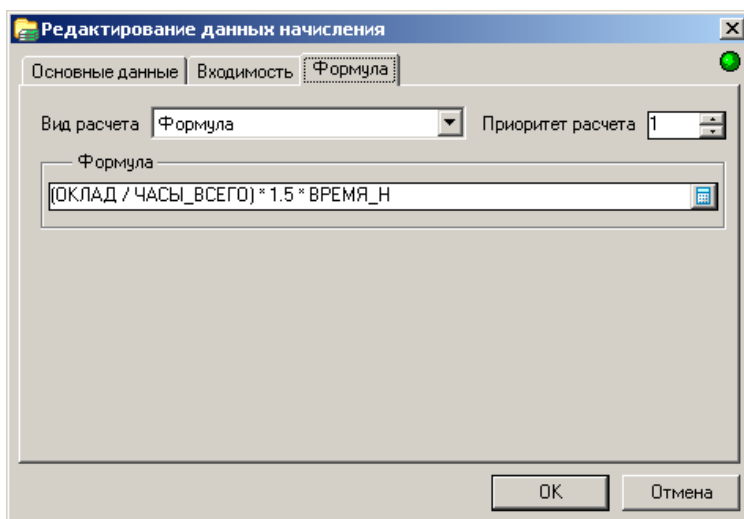 Редактирование данных начисления
Основные данные Входимость Формула
Вид расчета Формула Приоритет расчета 1
Формула
(ОКЛАД / ЧАСЫ_ВСЕГО) * 1.5 * ВРЕМЯ_Н
OK Отмена